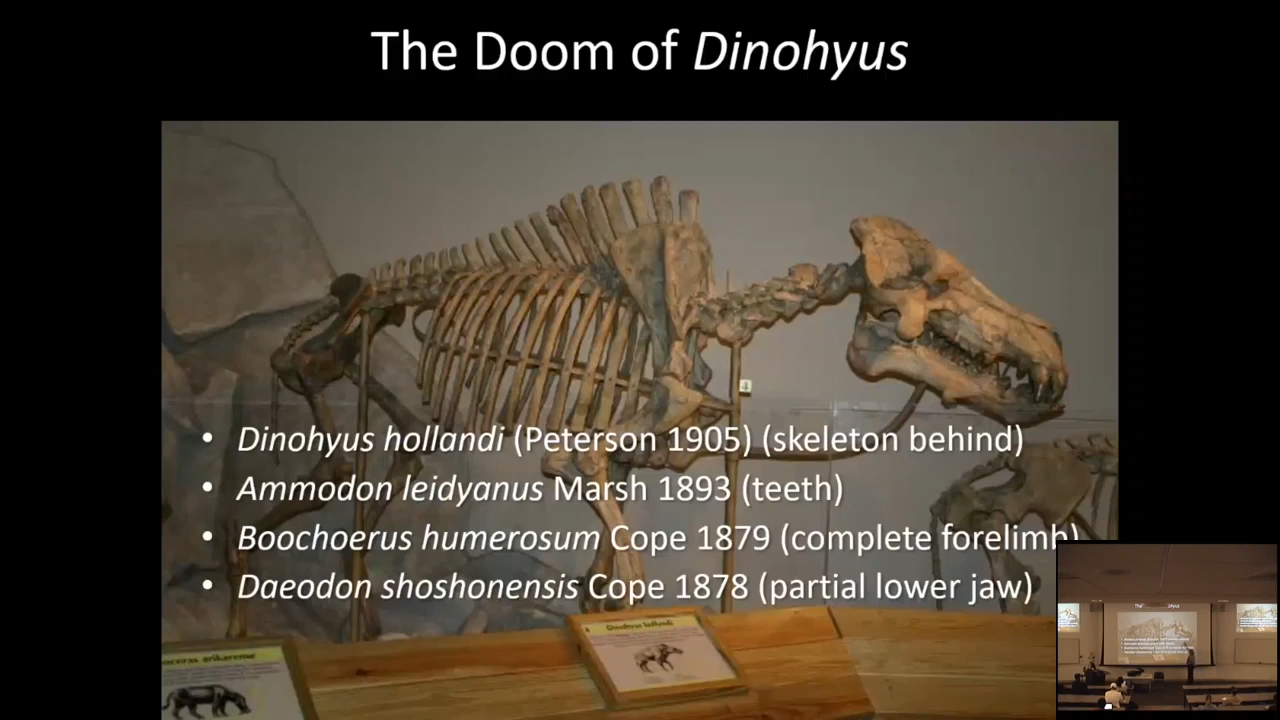 The Doom of Dinohyus
• Dinohyus hollandi (Peterson 1905) (skeleton behind)
• Ammodon leidyanus Marsh 1893 (teeth)
• Boochoerus humerosum Cope 1879 (complete forelimb)
• Daeodon shoshonensis Cope 1878 (partial lower jaw)
Dinohyus hollandi